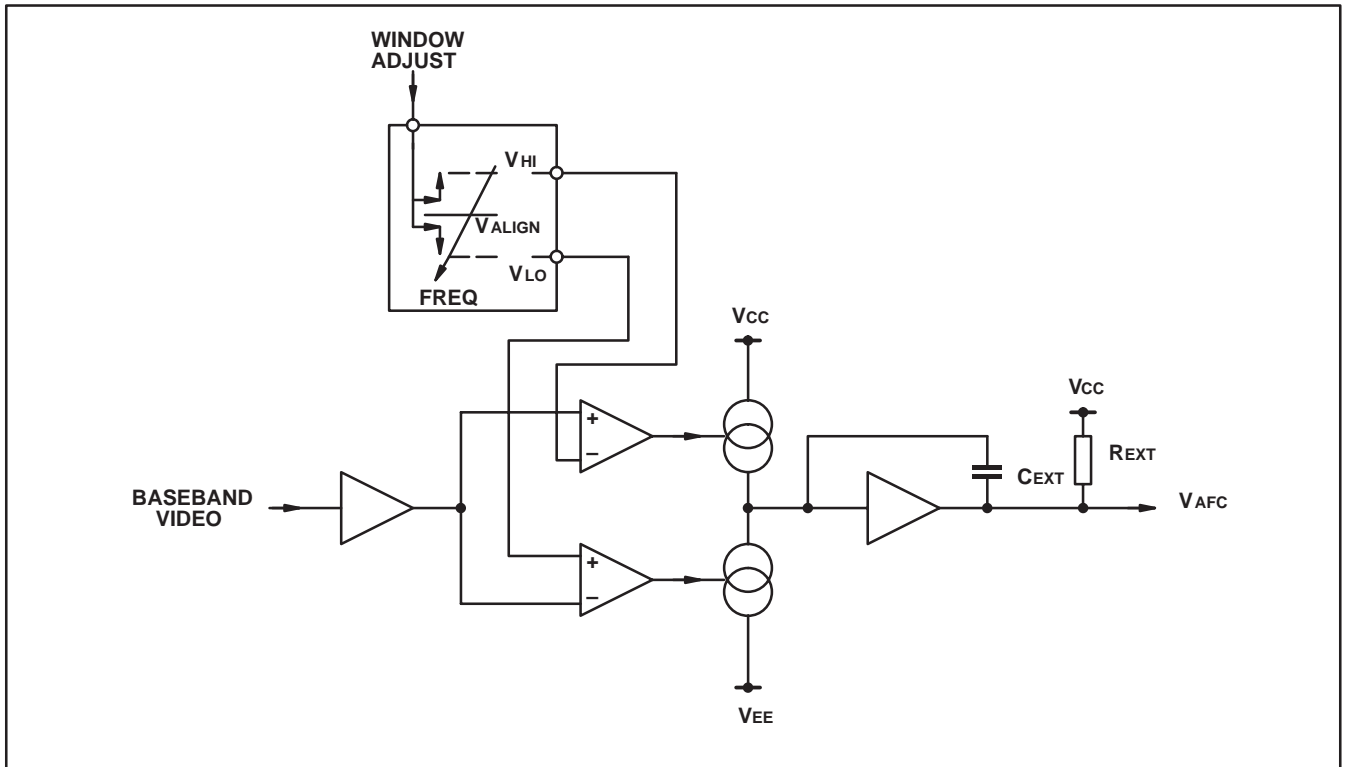 WINDOW
ADJUST
VHI
VALIGN
VLO
FREQ
VCC
VCC
+
−
REXT
CEXT
BASEBAND
VIDEO
VAFC
+
−
VEE